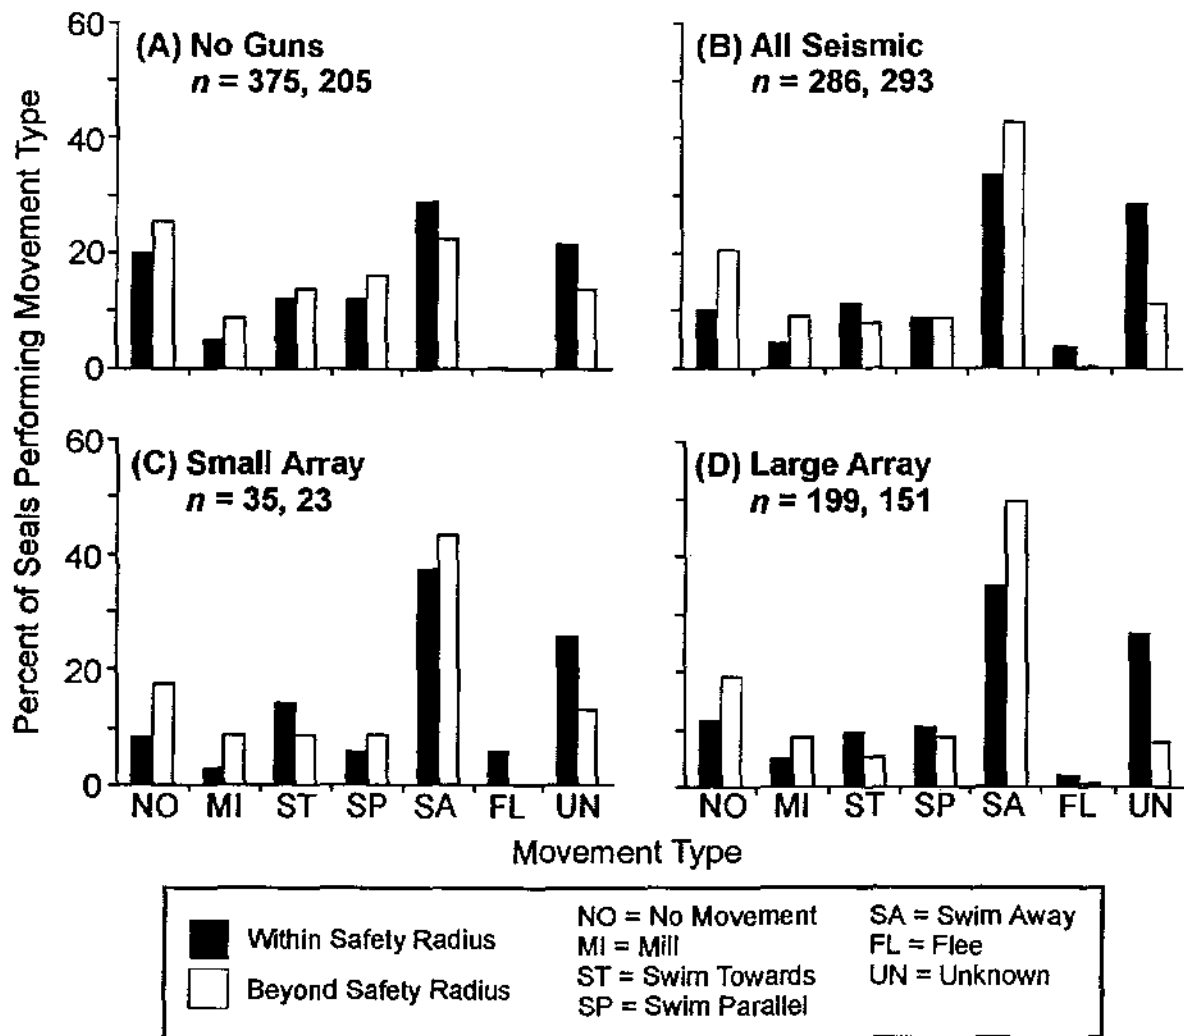 Percent of Seals Performing Movement Type
60
40
20
0
(A) No Guns
n = 375, 205
(B) All Seismic
n = 286, 293
60
40
20
0
(C) Small Array
n = 35, 23
(D) Large Array
n = 199, 151
NO MI ST SP SA FL UN
NO MI ST SP SA FL UN
Movement Type
Within Safety Radius
Beyond Safety Radius
NO = No Movement
MI = Mill
ST = Swim Towards
SP = Swim Parallel
SA = Swim Away
FL = Flee
UN = Unknown